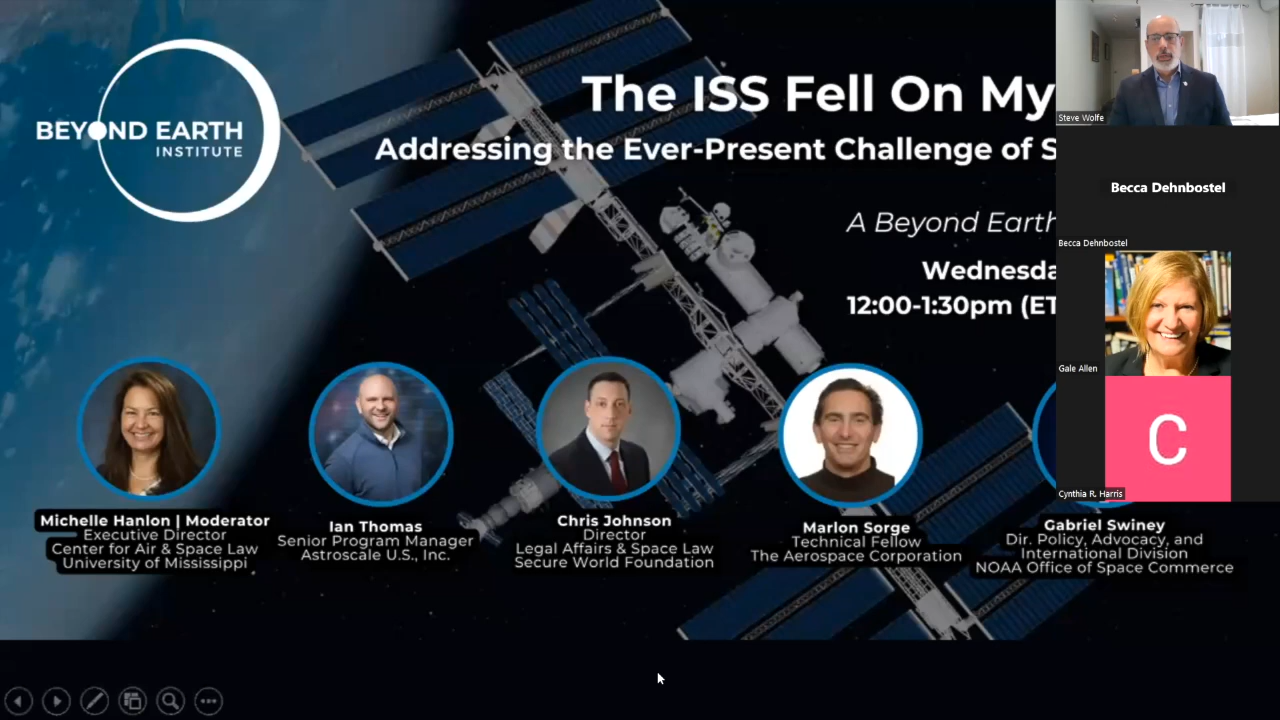 BEYOND EARTH
INSTITUTE
The ISS Fell On My
Addressing the Ever-Present Challenge of S
A Beyond Earth
Wednesda
12:00-1:30pm (ET
Michelle Hanlon | Moderator
Executive Director
Center for Air & Space Law
University of Mississippi
Ian Thomas
Senior Program Manager
Astroscale U.S., Inc.
Chris Johnson
Director
Legal Affairs & Space Law
Secure World Foundation
Marlon Sorge
Technical Fellow
The Aerospace Corporation
Gabriel Swiney
Dir. Policy, Advocacy, and
International Division
NOAA Office of Space Commerce
Steve Wolfe
Becca Dehnbostel
Becca Dehnbostel
Gale Allen
C
Cynthia R. Harris